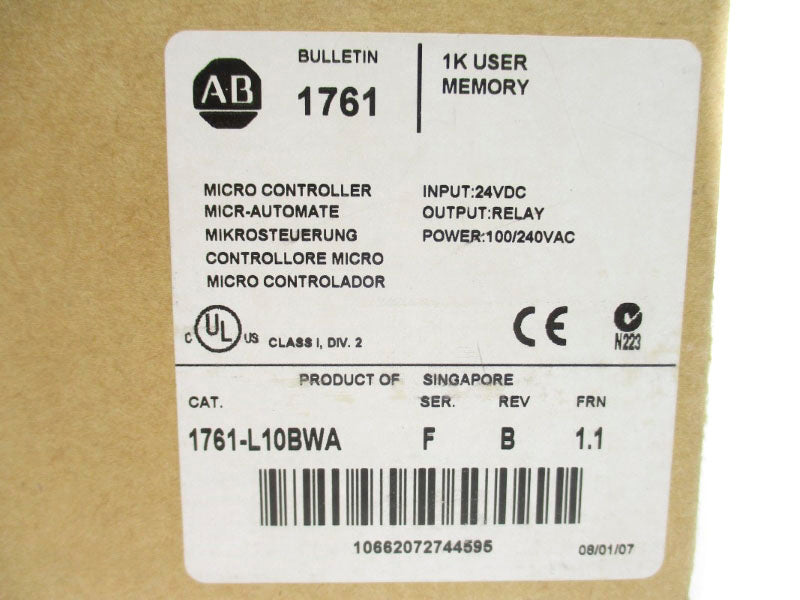 AB
BULLETIN
1761
1K USER
MEMORY
MICRO CONTROLLER
MICR-AUTOMATE
MIKROSTEUERUNG
CONTROLLORE MICRO
MICRO CONTROLADOR
INPUT:24VDC
OUTPUT:RELAY
POWER:100/240VAC
C UL US CLASS I, DIV. 2
CE
N223
PRODUCT OF SINGAPORE
CAT. SER. REV FRN
1761-L10BWA F B 1.1
10662072744595
08/01/07